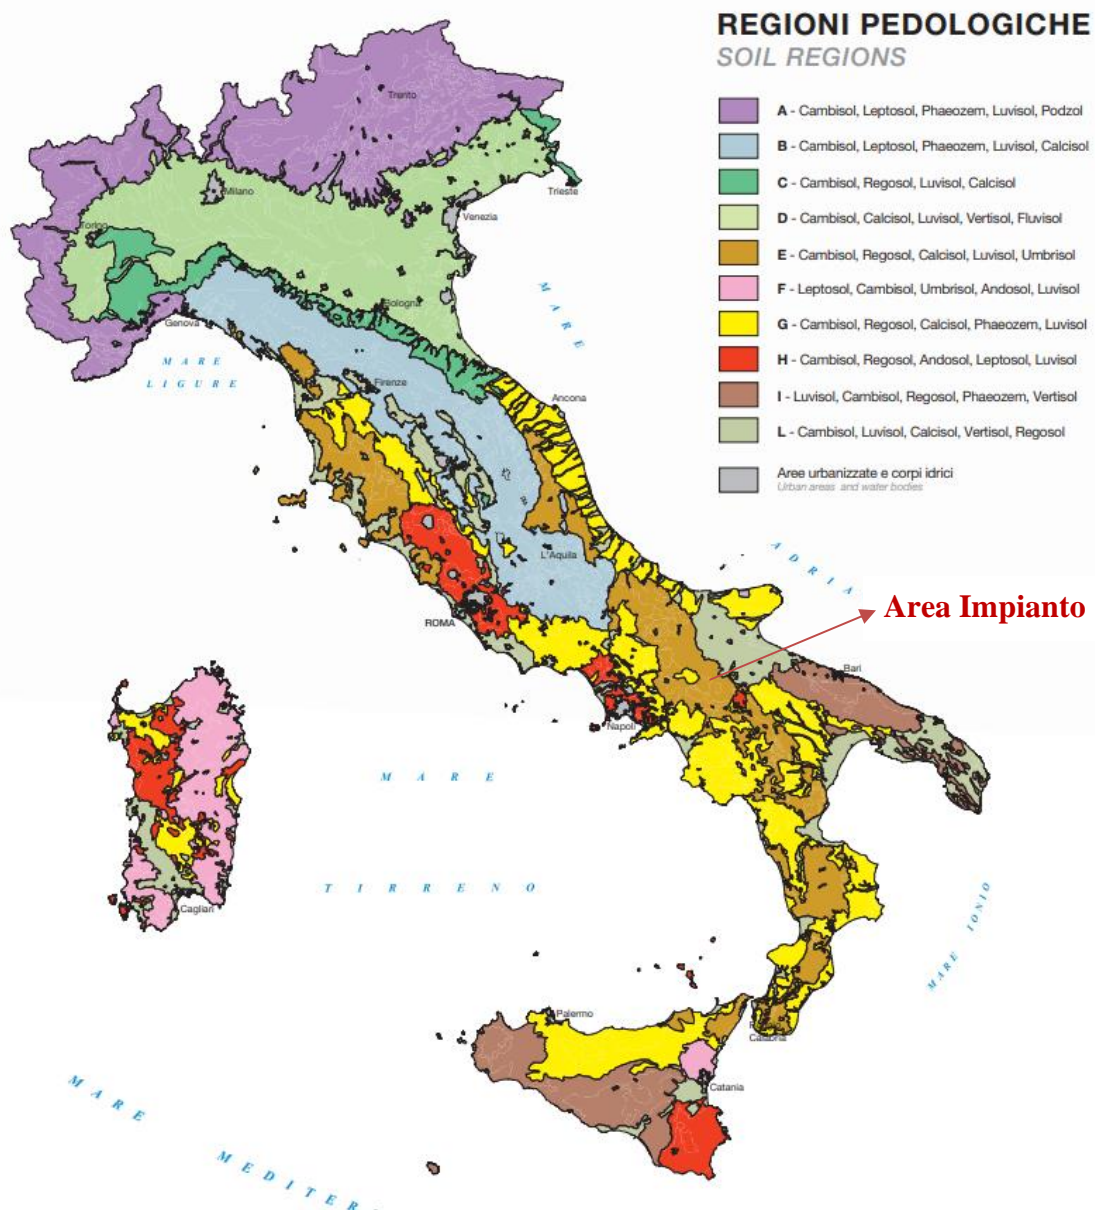 REGIONI PEDOLOGICHE
SOIL REGIONS
A - Cambisol, Leptosol, Phaeozem, Luvisol, Podzol
B - Cambisol, Leptosol, Phaeozem, Luvisol, Calcisol
C - Cambisol, Regosol, Luvisol, Calcisol
D - Cambisol, Calcisol, Luvisol, Vertisol, Fluvisol
E - Cambisol, Regosol, Calcisol, Luvisol, Umbrisol
F - Leptosol, Cambisol, Umbrisol, Andosol, Luvisol
G - Cambisol, Regosol, Calcisol, Phaeozem, Luvisol
H - Cambisol, Regosol, Andosol, Leptosol, Luvisol
I - Luvisol, Cambisol, Regosol, Phaeozem, Vertisol
L - Cambisol, Luvisol, Calcisol, Vertisol, Regosol
Aree urbanizzate e corpi idrici
Urban areas and water bodies
Trento
Milano
Trieste
Venezia
Torino
Bologna
Genova
MARE
MARE
LIGURE
Firenze
Ancona
L'Aquila
ADRIA
Area Impianto
ROMA
Bari
Napoli
MARE
TIRRENO
Cagliari
MARE IONIO
Palermo
Calabria
Catania
MARE
MEDITER